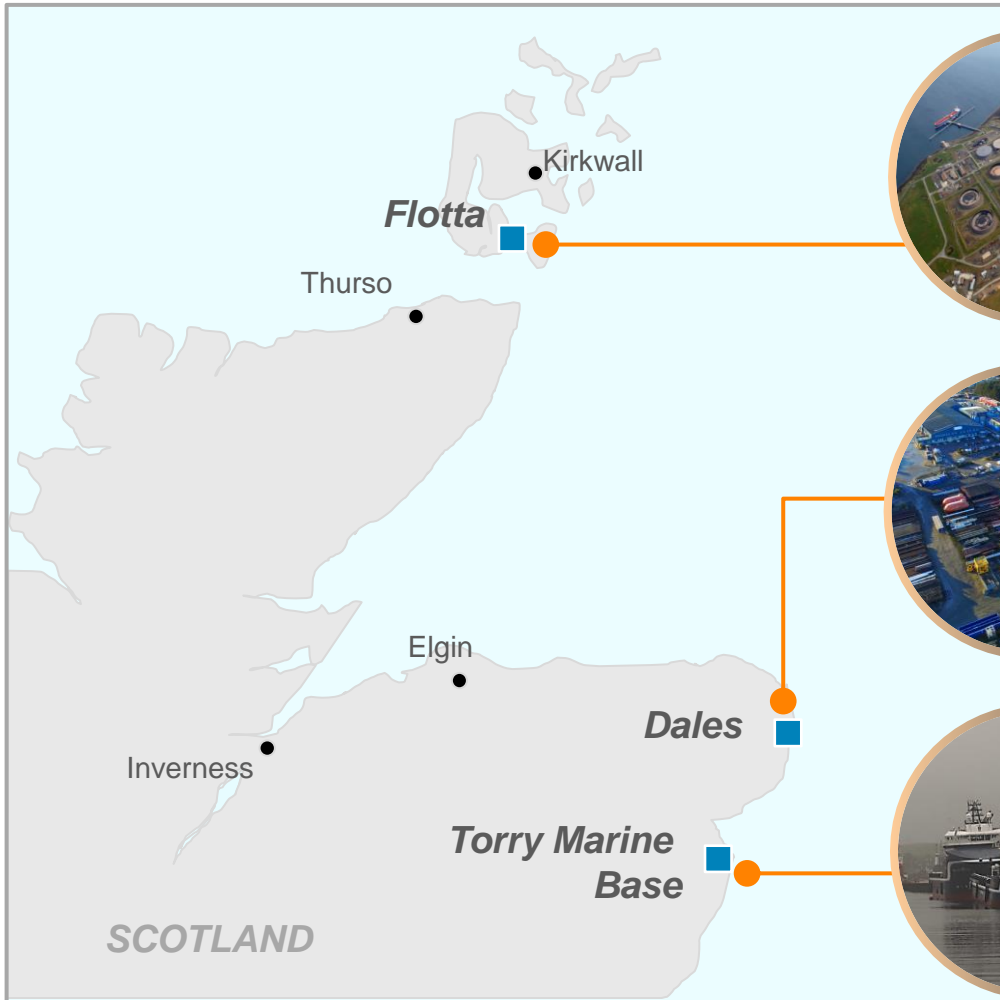 Kirkwall
Flotta
Thurso
Elgin
Dales
Inverness
Torry Marine
Base
SCOTLAND